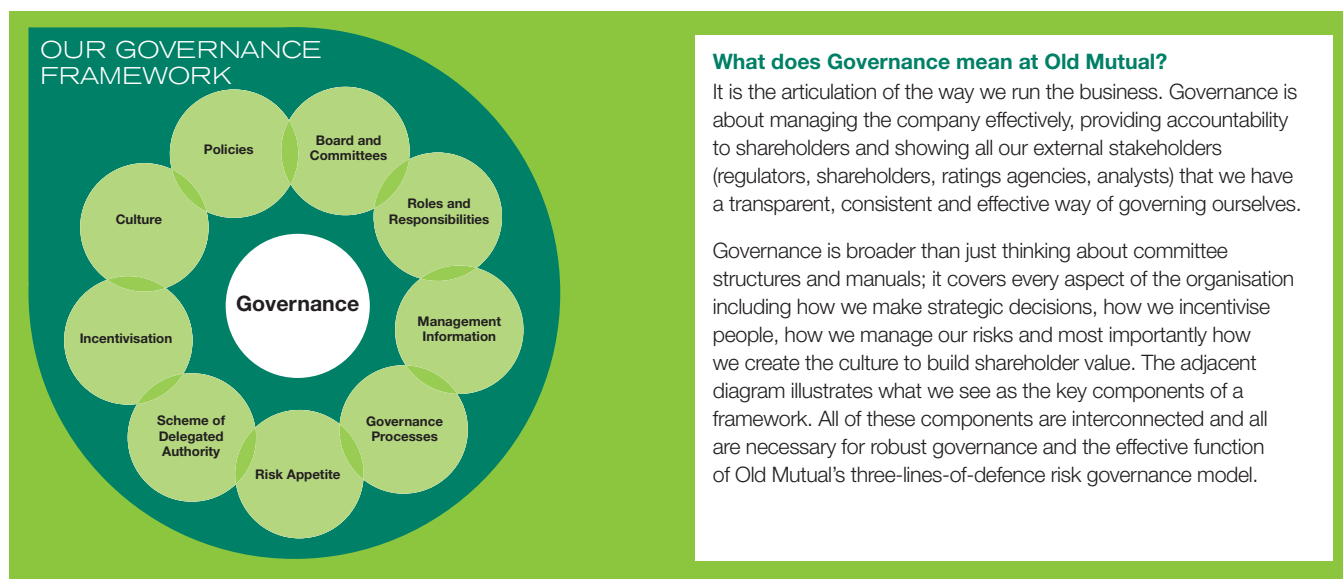 OUR GOVERNANCE
FRAMEWORK
Policies
Board and
Committees
Roles and
Responsibilities
Management
Information
Governance
Processes
Risk Appetite
Scheme of
Delegated
Authority
Incentivisation
Culture
Governance
What does Governance mean at Old Mutual?
It is the articulation of the way we run the business. Governance is
about managing the company effectively, providing accountability
to shareholders and showing all our external stakeholders
(regulators, shareholders, ratings agencies, analysts) that we have
a transparent, consistent and effective way of governing ourselves.
Governance is broader than just thinking about committee
structures and manuals; it covers every aspect of the organisation
including how we make strategic decisions, how we incentivise
people, how we manage our risks and most importantly how
we create the culture to build shareholder value. The adjacent
diagram illustrates what we see as the key components of a
framework. All of these components are interconnected and all
are necessary for robust governance and the effective function
of Old Mutual’s three-lines-of-defence risk governance model.